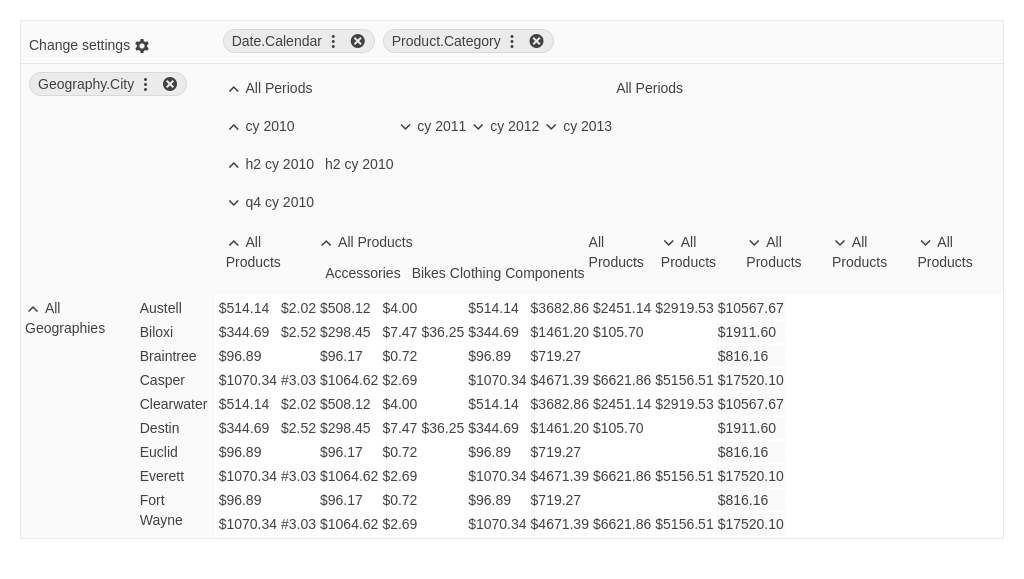 Change settings Date.Calendar Product.Category
Geography.City All Periods All Periods
cy 2010 cy 2011 cy 2012 cy 2013
h2 cy 2010 h2 cy 2010
q4 cy 2010
All All Products All All All All All
Products Products Products Products Products Products
Accessories Bikes Clothing Components
All Austell $514.14 $2.02 $508.12 $4.00 $514.14 $3682.86 $2451.14 $2919.53 $10567.67
Geographies
Biloxi $344.69 $2.52 $298.45 $7.47 $36.25 $344.69 $1461.20 $105.70 $1911.60
Braintree $96.89 $96.17 $0.72 $96.89 $719.27 $816.16
Casper $1070.34 #3.03 $1064.62 $2.69 $1070.34 $4671.39 $6621.86 $5156.51 $17520.10
Clearwater $514.14 $2.02 $508.12 $4.00 $514.14 $3682.86 $2451.14 $2919.53 $10567.67
Destin $344.69 $2.52 $298.45 $7.47 $36.25 $344.69 $1461.20 $105.70 $1911.60
Euclid $96.89 $96.17 $0.72 $96.89 $719.27 $816.16
Everett $1070.34 #3.03 $1064.62 $2.69 $1070.34 $4671.39 $6621.86 $5156.51 $17520.10
Fort $96.89 $96.17 $0.72 $96.89 $719.27 $816.16
Wayne $1070.34 #3.03 $1064.62 $2.69 $1070.34 $4671.39 $6621.86 $5156.51 $17520.10